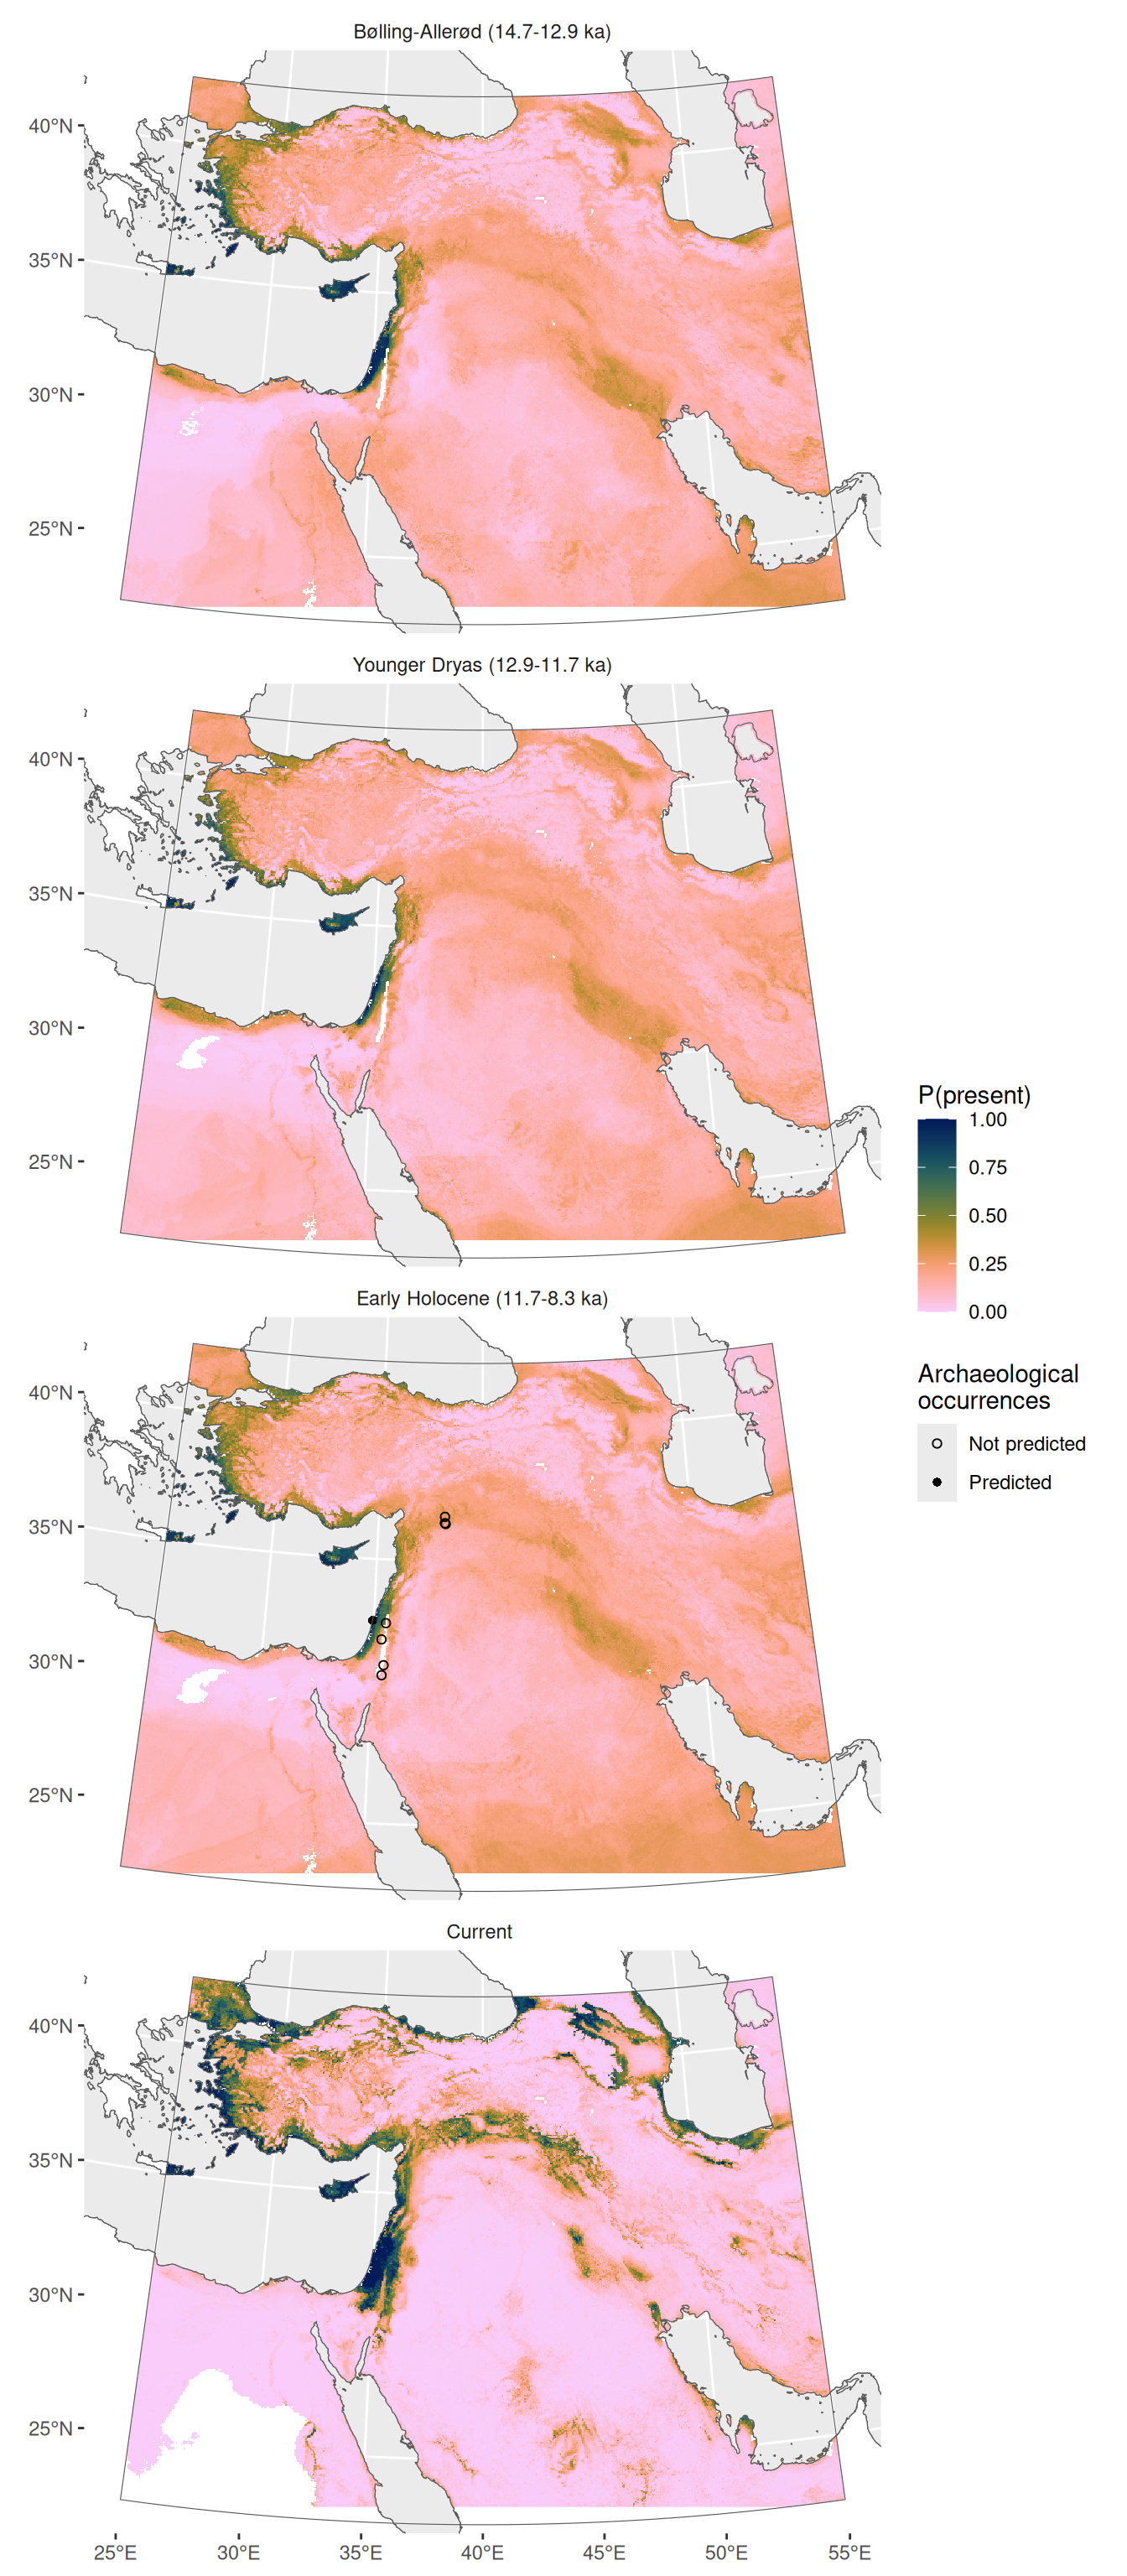 Bølling-Allerød (14.7-12.9 ka)
40°N
35°N
30°N
25°N
Younger Dryas (12.9-11.7 ka)
40°N
35°N
30°N
25°N
P(present)
1.00
0.75
0.50
0.25
0.00
Early Holocene (11.7-8.3 ka)
40°N
35°N
30°N
25°N
Archaeological
occurrences
Not predicted
Predicted
Current
40°N
35°N
30°N
25°N
25°E 30°E 35°E 40°E 45°E 50°E 55°E